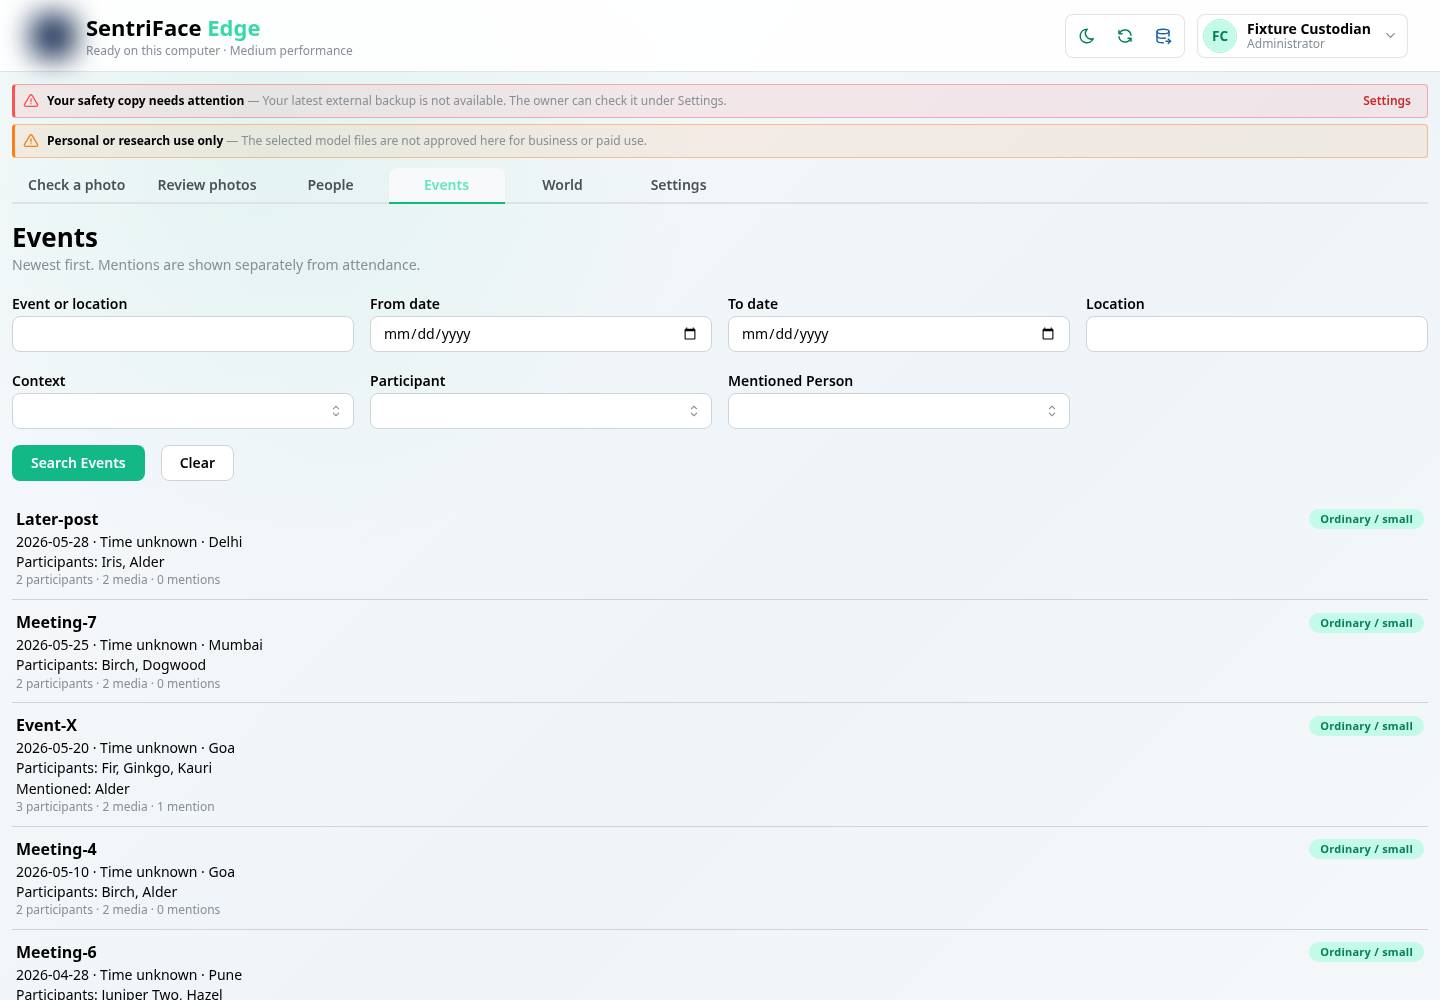 SentriFace Edge
Ready on this computer · Medium performance
FC
Fixture Custodian
Administrator
Your safety copy needs attention — Your latest external backup is not available. The owner can check it under Settings.
Settings
Personal or research use only — The selected model files are not approved here for business or paid use.
Check a photo
Review photos
People
Events
World
Settings
Events
Newest first. Mentions are shown separately from attendance.
Event or location
From date
To date
Location
mm/dd/yyyy
mm/dd/yyyy
Context
Participant
Mentioned Person
Search Events
Clear
Later-post
Ordinary / small
2026-05-28 · Time unknown · Delhi
Participants: Iris, Alder
2 participants · 2 media · 0 mentions
Meeting-7
Ordinary / small
2026-05-25 · Time unknown · Mumbai
Participants: Birch, Dogwood
2 participants · 2 media · 0 mentions
Event-X
Ordinary / small
2026-05-20 · Time unknown · Goa
Participants: Fir, Ginkgo, Kauri
Mentioned: Alder
3 participants · 2 media · 1 mention
Meeting-4
Ordinary / small
2026-05-10 · Time unknown · Goa
Participants: Birch, Alder
2 participants · 2 media · 0 mentions
Meeting-6
Ordinary / small
2026-04-28 · Time unknown · Pune
Participants: Juniper Two, Hazel